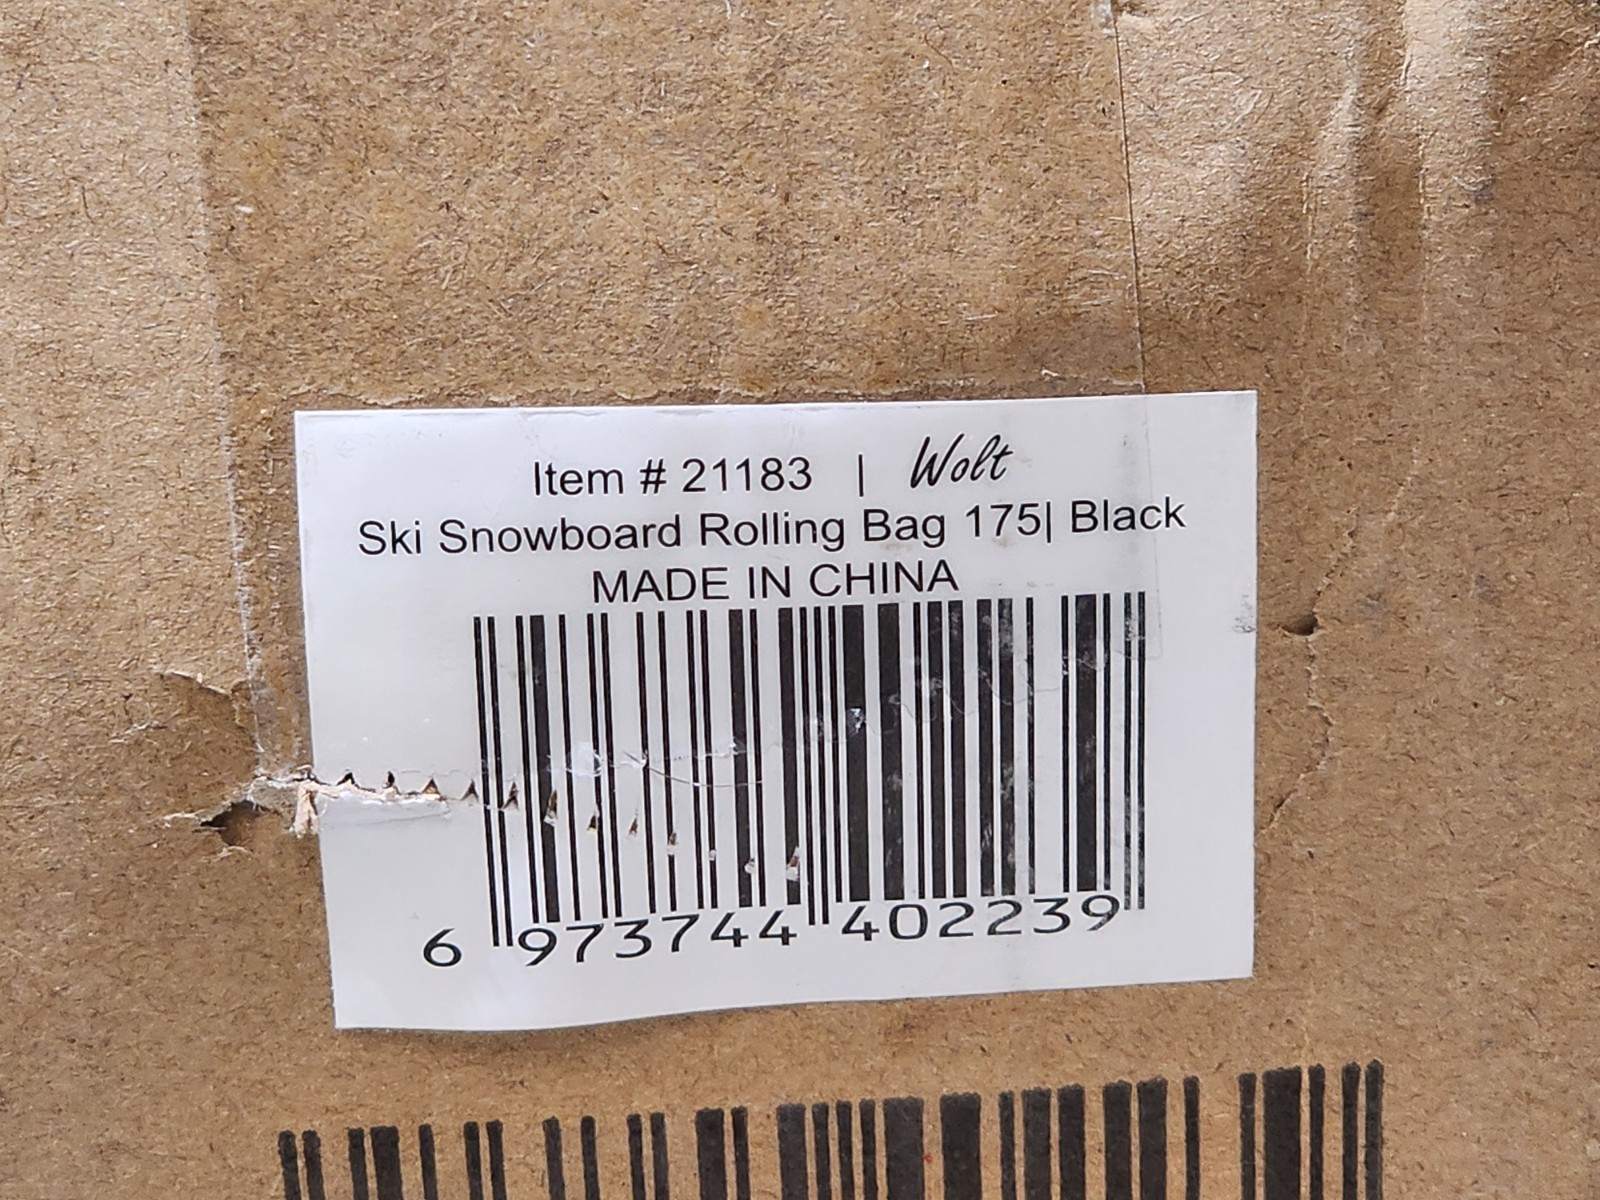 Item # 21183 | Wolt
Ski Snowboard Rolling Bag 175| Black
MADE IN CHINA
6 973744 402239